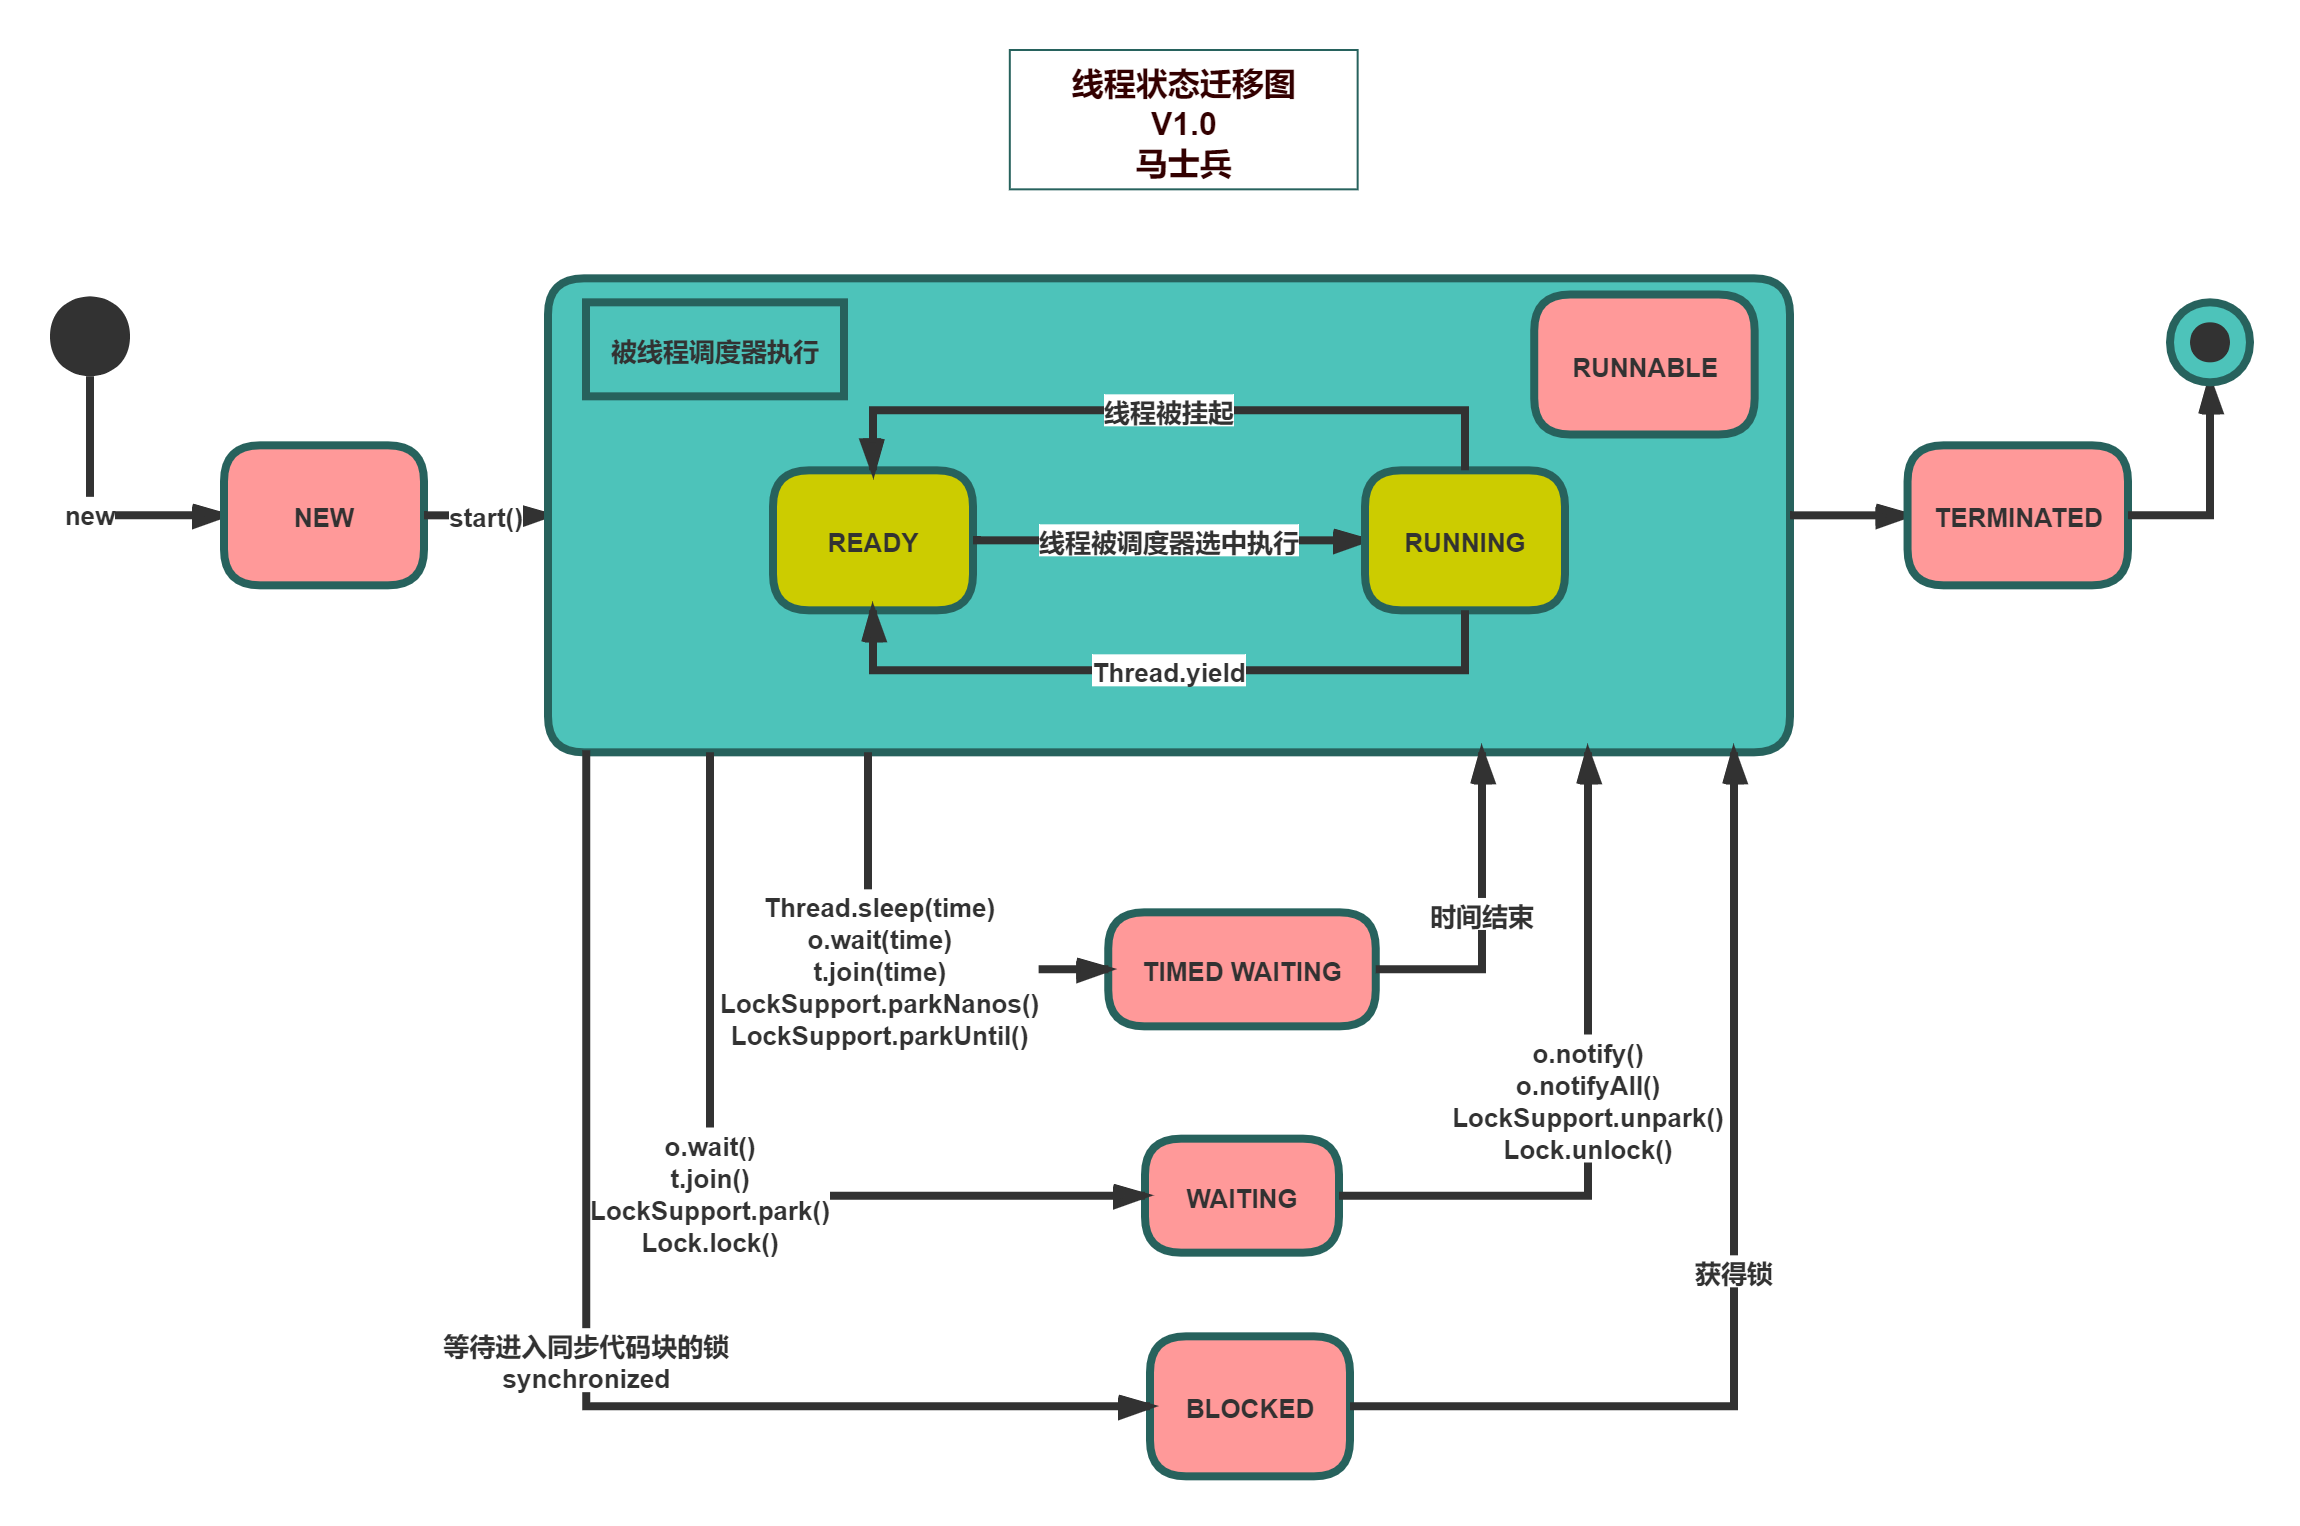 线程状态迁移图
V1.0
马士兵
被线程调度器执行
RUNNABLE
线程被挂起
new
NEW
start()
READY
线程被调度器选中执行
RUNNING
TERMINATED
Thread.yield
Thread.sleep(time)
o.wait(time)
t.join(time)
LockSupport.parkNanos()
LockSupport.parkUntil()
TIMED WAITING
时间结束
o.notify()
o.notifyAll()
LockSupport.unpark()
Lock.unlock()
o.wait()
t.join()
LockSupport.park()
Lock.lock()
WAITING
获得锁
等待进入同步代码块的锁
synchronized
BLOCKED